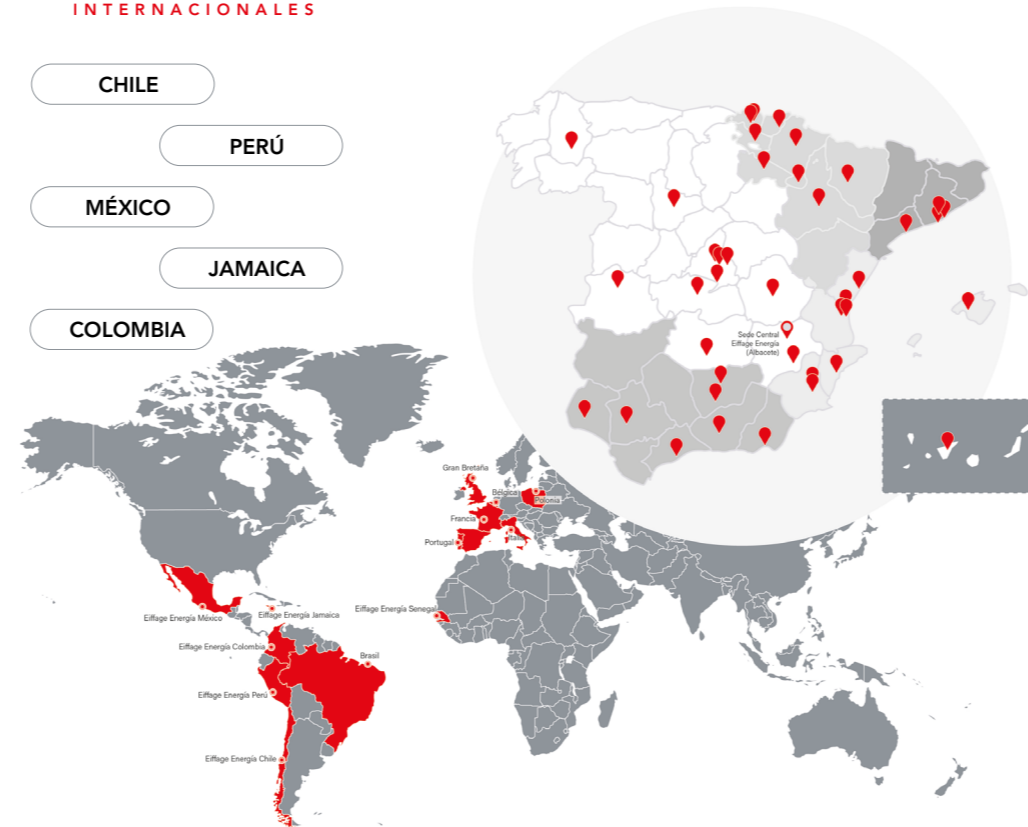 INTERNACIONALES
CHILE
PERÚ
MÉXICO
JAMAICA
COLOMBIA
Sede Central
Eiffage Energía
(Albacete)
Gran Bretaña
Bélgica
Polonia
Francia
Italia
Portugal
Eiffage Energía Senegal
Eiffage Energía México
Eiffage Energía Jamaica
Eiffage Energía Colombia
Brasil
Eiffage Energía Perú
Eiffage Energía Chile